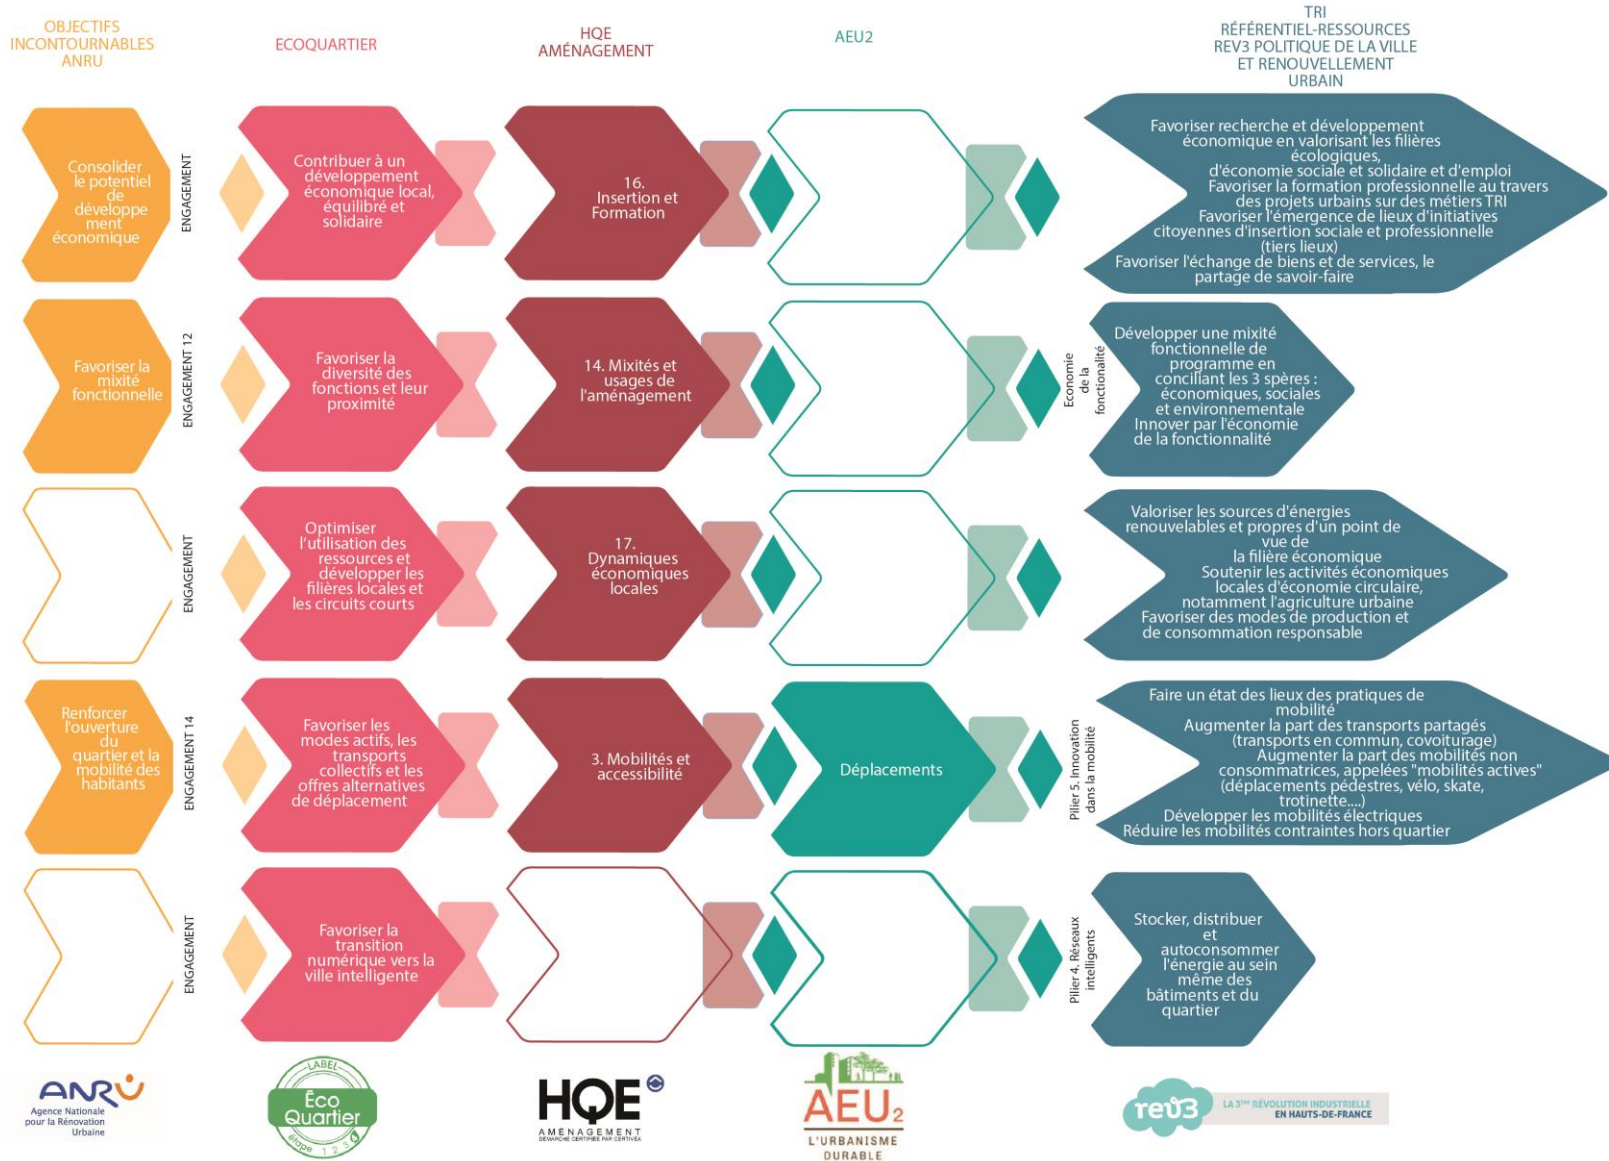 OBJECTIFS
INCONTOURNABLES
ANRU
ECOQUARTIER
HQE
AMÉNAGEMENT
AEU2
TRI
RÉFÉRENTIEL-RESSOURCES
REV3 POLITIQUE DE LA VILLE
ET RENOUVELLEMENT
URBAIN
Consolider
le potentiel
de
développe
ment
économique
ENGAGEMENT
Contribuer à un
développement
économique local,
équilibré et
solidaire
16.
Insertion et
Formation
Favoriser recherche et développement
économique en valorisant les filières
écologiques,
d'économie sociale et solidaire et d'emploi
Favoriser la formation professionnelle au travers
des projets urbains sur des métiers TRI
Favoriser l'émergence de lieux d'initiatives
citoyennes d'insertion sociale et professionnelle
(tiers lieux)
Favoriser l'échange de biens et de services, le
partage de savoir-faire
Favoriser la
mixité
fonctionnelle
ENGAGEMENT 12
Favoriser la
diversité des
fonctions et leur
proximité
14. Mixités et
usages de
l'aménagement
Economie
de la
fonctionalité
Développer une mixité
fonctionnelle de
programme en
conciliant les 3 spères :
économiques, sociales
et environnementale
Innover par l'économie
de la fonctionnalité
ENGAGEMENT
Optimiser
l'utilisation des
ressources et
développer les
filières locales et
les circuits courts
17.
Dynamiques
économiques
locales
Valoriser les sources d'énergies
renouvelables et propres d'un point de
vue de
la filière économique
Soutenir les activités économiques
locales d'économie circulaire,
notamment l'agriculture urbaine
Favoriser des modes de production et
de consommation responsable
Renforcer
l'ouverture
du
quartier et la
mobilité des
habitants
ENGAGEMENT 14
Favoriser les
modes actifs, les
transports
collectifs et les
offres alternatives
de déplacement
3. Mobilités et
accessibilité
Déplacements
Pilier 5. Innovation
dans la mobilité
Faire un état des lieux des pratiques de
mobilité
Augmenter la part des transports partagés
(transports en commun, covoiturage)
Augmenter la part des mobilités non
consommatrices, appelées "mobilités actives"
(déplacements pédestres, vélo, skate,
trotinette....)
Développer les mobilités électriques
Réduire les mobilités contraintes hors quartier
ENGAGEMENT
Favoriser la
transition
numérique vers la
ville intelligente
Pilier 4. Réseaux
intelligents
Stocker, distribuer
et
autoconsommer
l'énergie au sein
même des
bâtiments et du
quartier
ANRU
Agence Nationale
pour la Rénovation
Urbaine
LABEL
Éco
Quartier
étape 1 2 3
HQE
AMÉNAGEMENT
DÉMARCHE CERTIFIÉE PAR CERTIVÉA
AEU2
L'URBANISME
DURABLE
rev3
LA 3ÈME RÉVOLUTION INDUSTRIELLE
EN HAUTS-DE-FRANCE